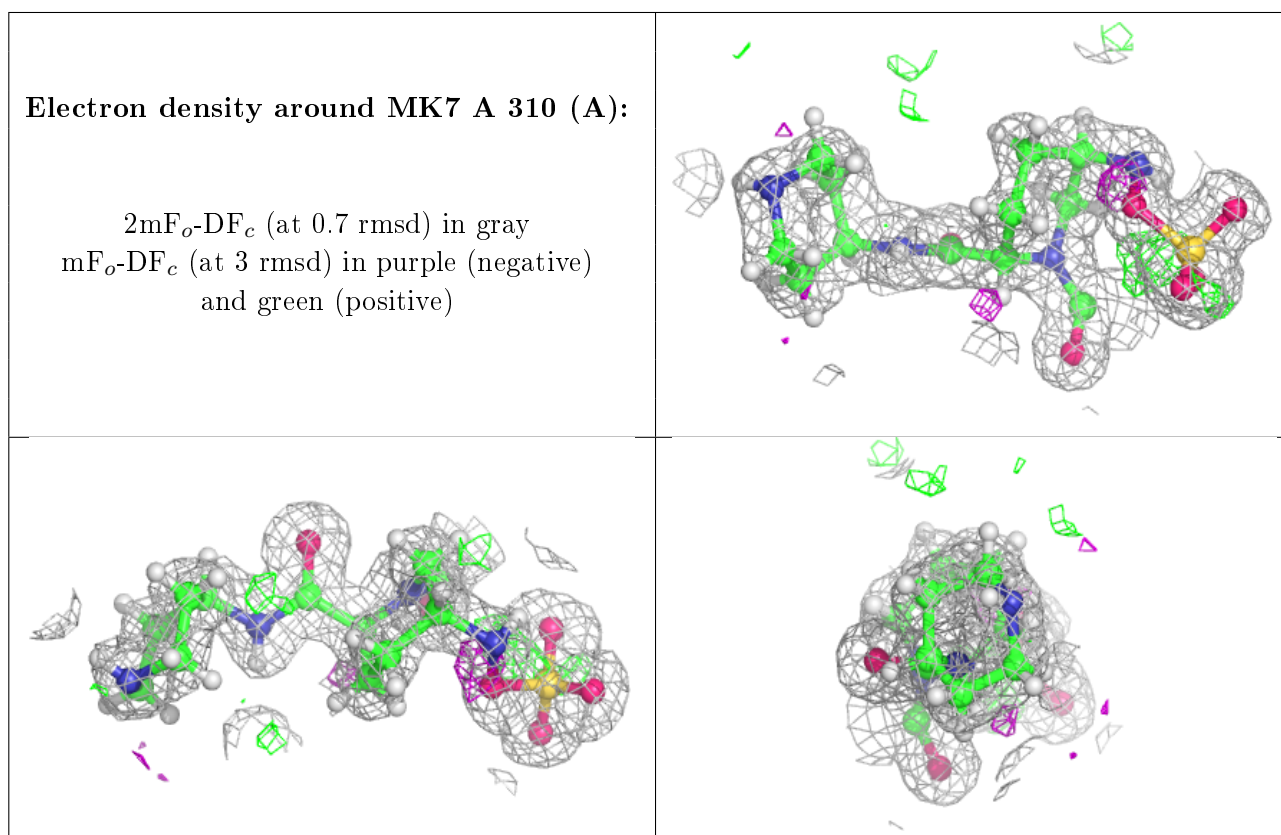 Electron density around MK7 A 310 (A):
2mFo-DFc (at 0.7 rmsd) in gray
mFo-DFc (at 3 rmsd) in purple (negative)
and green (positive)